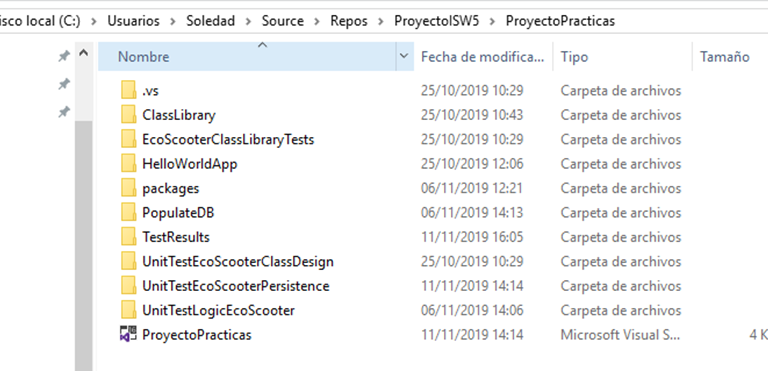 isco local (C:) > Usuarios > Soledad > Source > Repos > ProyectoISW5 > ProyectoPracticas
Nombre Fecha de modifica... Tipo Tamaño
.vs 25/10/2019 10:29 Carpeta de archivos
ClassLibrary 25/10/2019 10:43 Carpeta de archivos
EcoScooterClassLibraryTests 25/10/2019 10:29 Carpeta de archivos
HelloWorldApp 25/10/2019 12:06 Carpeta de archivos
packages 06/11/2019 12:21 Carpeta de archivos
PopulateDB 06/11/2019 14:13 Carpeta de archivos
TestResults 11/11/2019 16:05 Carpeta de archivos
UnitTestEcoScooterClassDesign 25/10/2019 10:29 Carpeta de archivos
UnitTestEcoScooterPersistence 11/11/2019 14:14 Carpeta de archivos
UnitTestLogicEcoScooter 06/11/2019 14:06 Carpeta de archivos
ProyectoPracticas 11/11/2019 14:14 Microsoft Visual S... 4 K